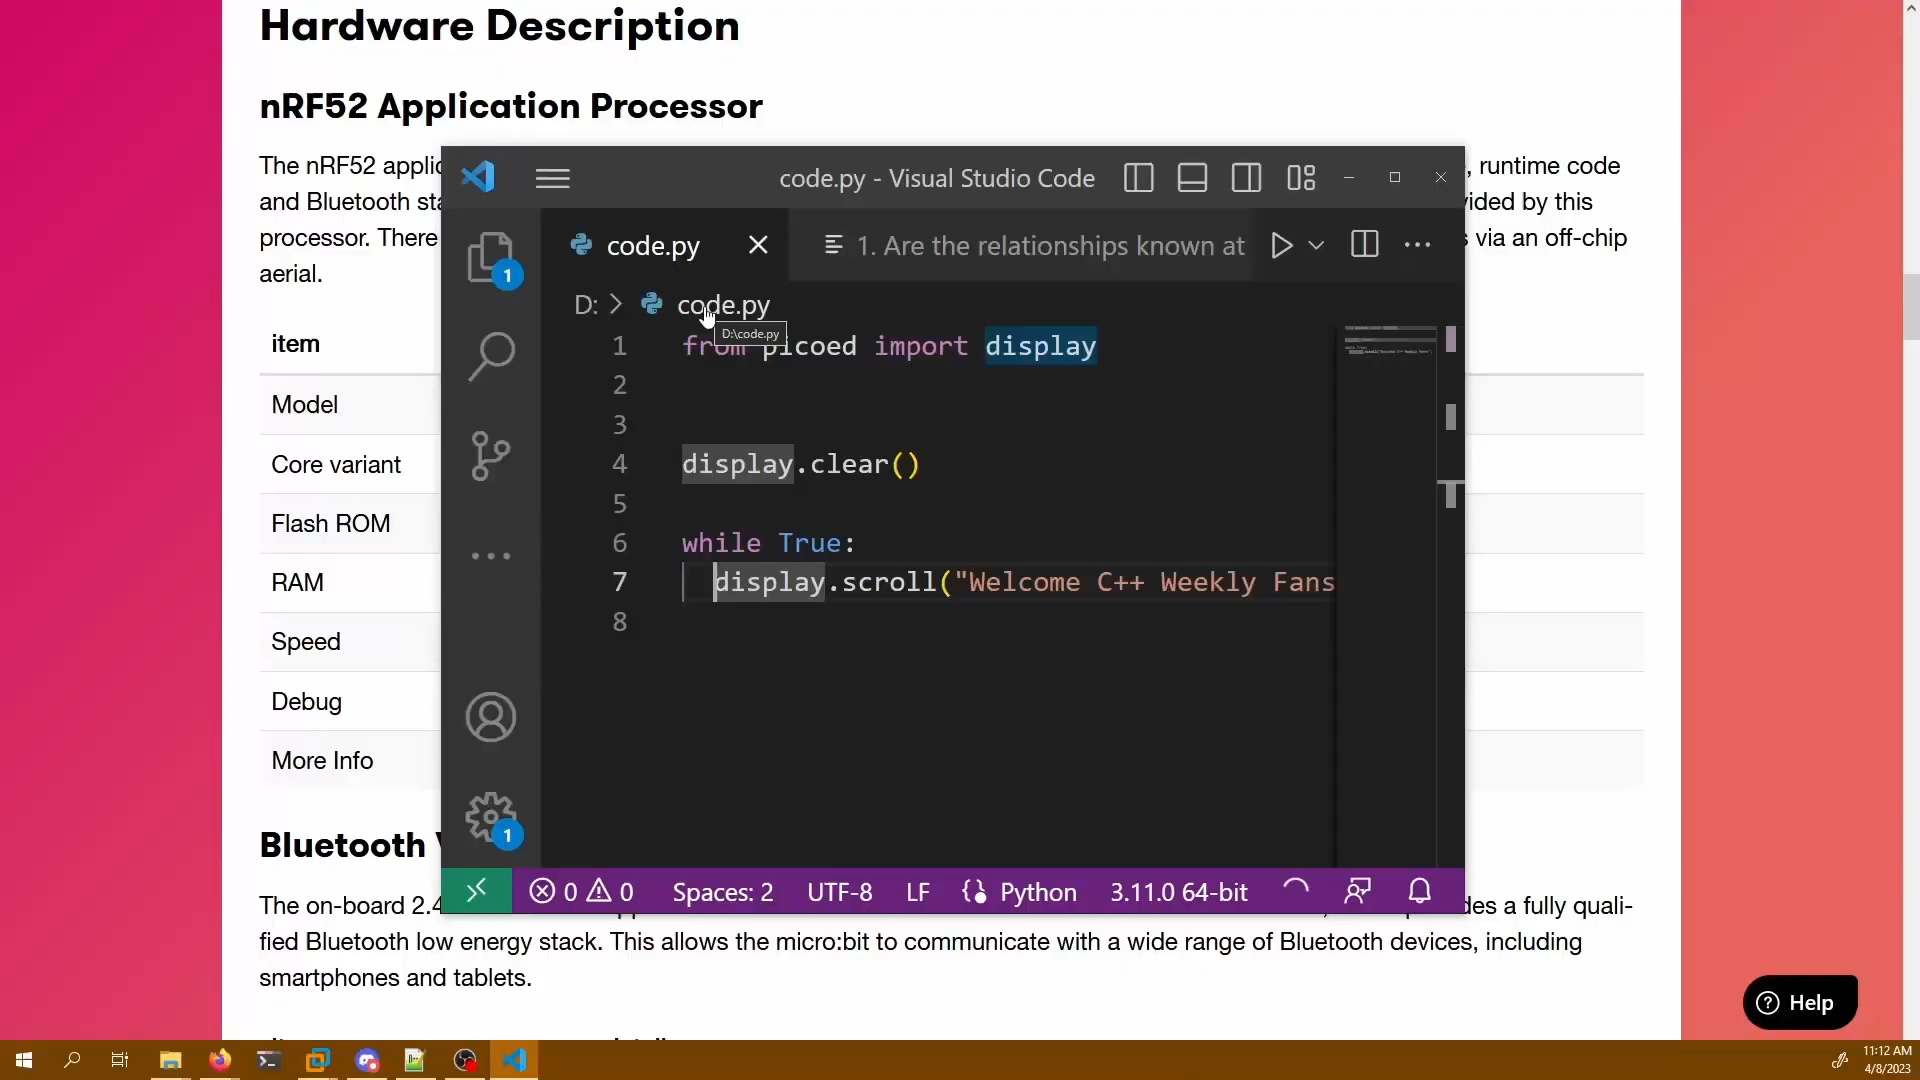 Hardware Description
nRF52 Application Processor
The nRF52 applic
, runtime code
and Bluetooth sta
vided by this
processor. There
s via an off-chip
aerial.
item
Model
Core variant
Flash ROM
RAM
Speed
Debug
More Info
code.py - Visual Studio Code
code.py
1. Are the relationships known at
1
D: > code.py
D:\code.py
1 from picoed import display
2
3
4 display.clear()
5
6 while True:
7 display.scroll("Welcome C++ Weekly Fans
8
1
0 0 Spaces: 2 UTF-8 LF Python 3.11.0 64-bit
Bluetooth
The on-board 2.4
des a fully quali-
fied Bluetooth low energy stack. This allows the micro:bit to communicate with a wide range of Bluetooth devices, including
smartphones and tablets.
Help
11:12 AM
4/8/2023